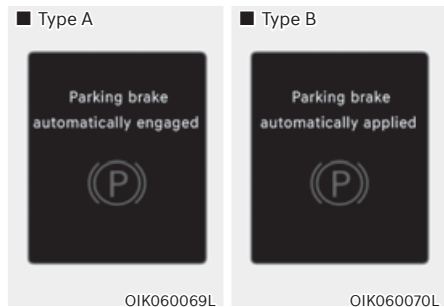 ■ Type A
Parking brake
automatically engaged
P
OIK060069L
■ Type B
Parking brake
automatically applied
P
OIK060070L